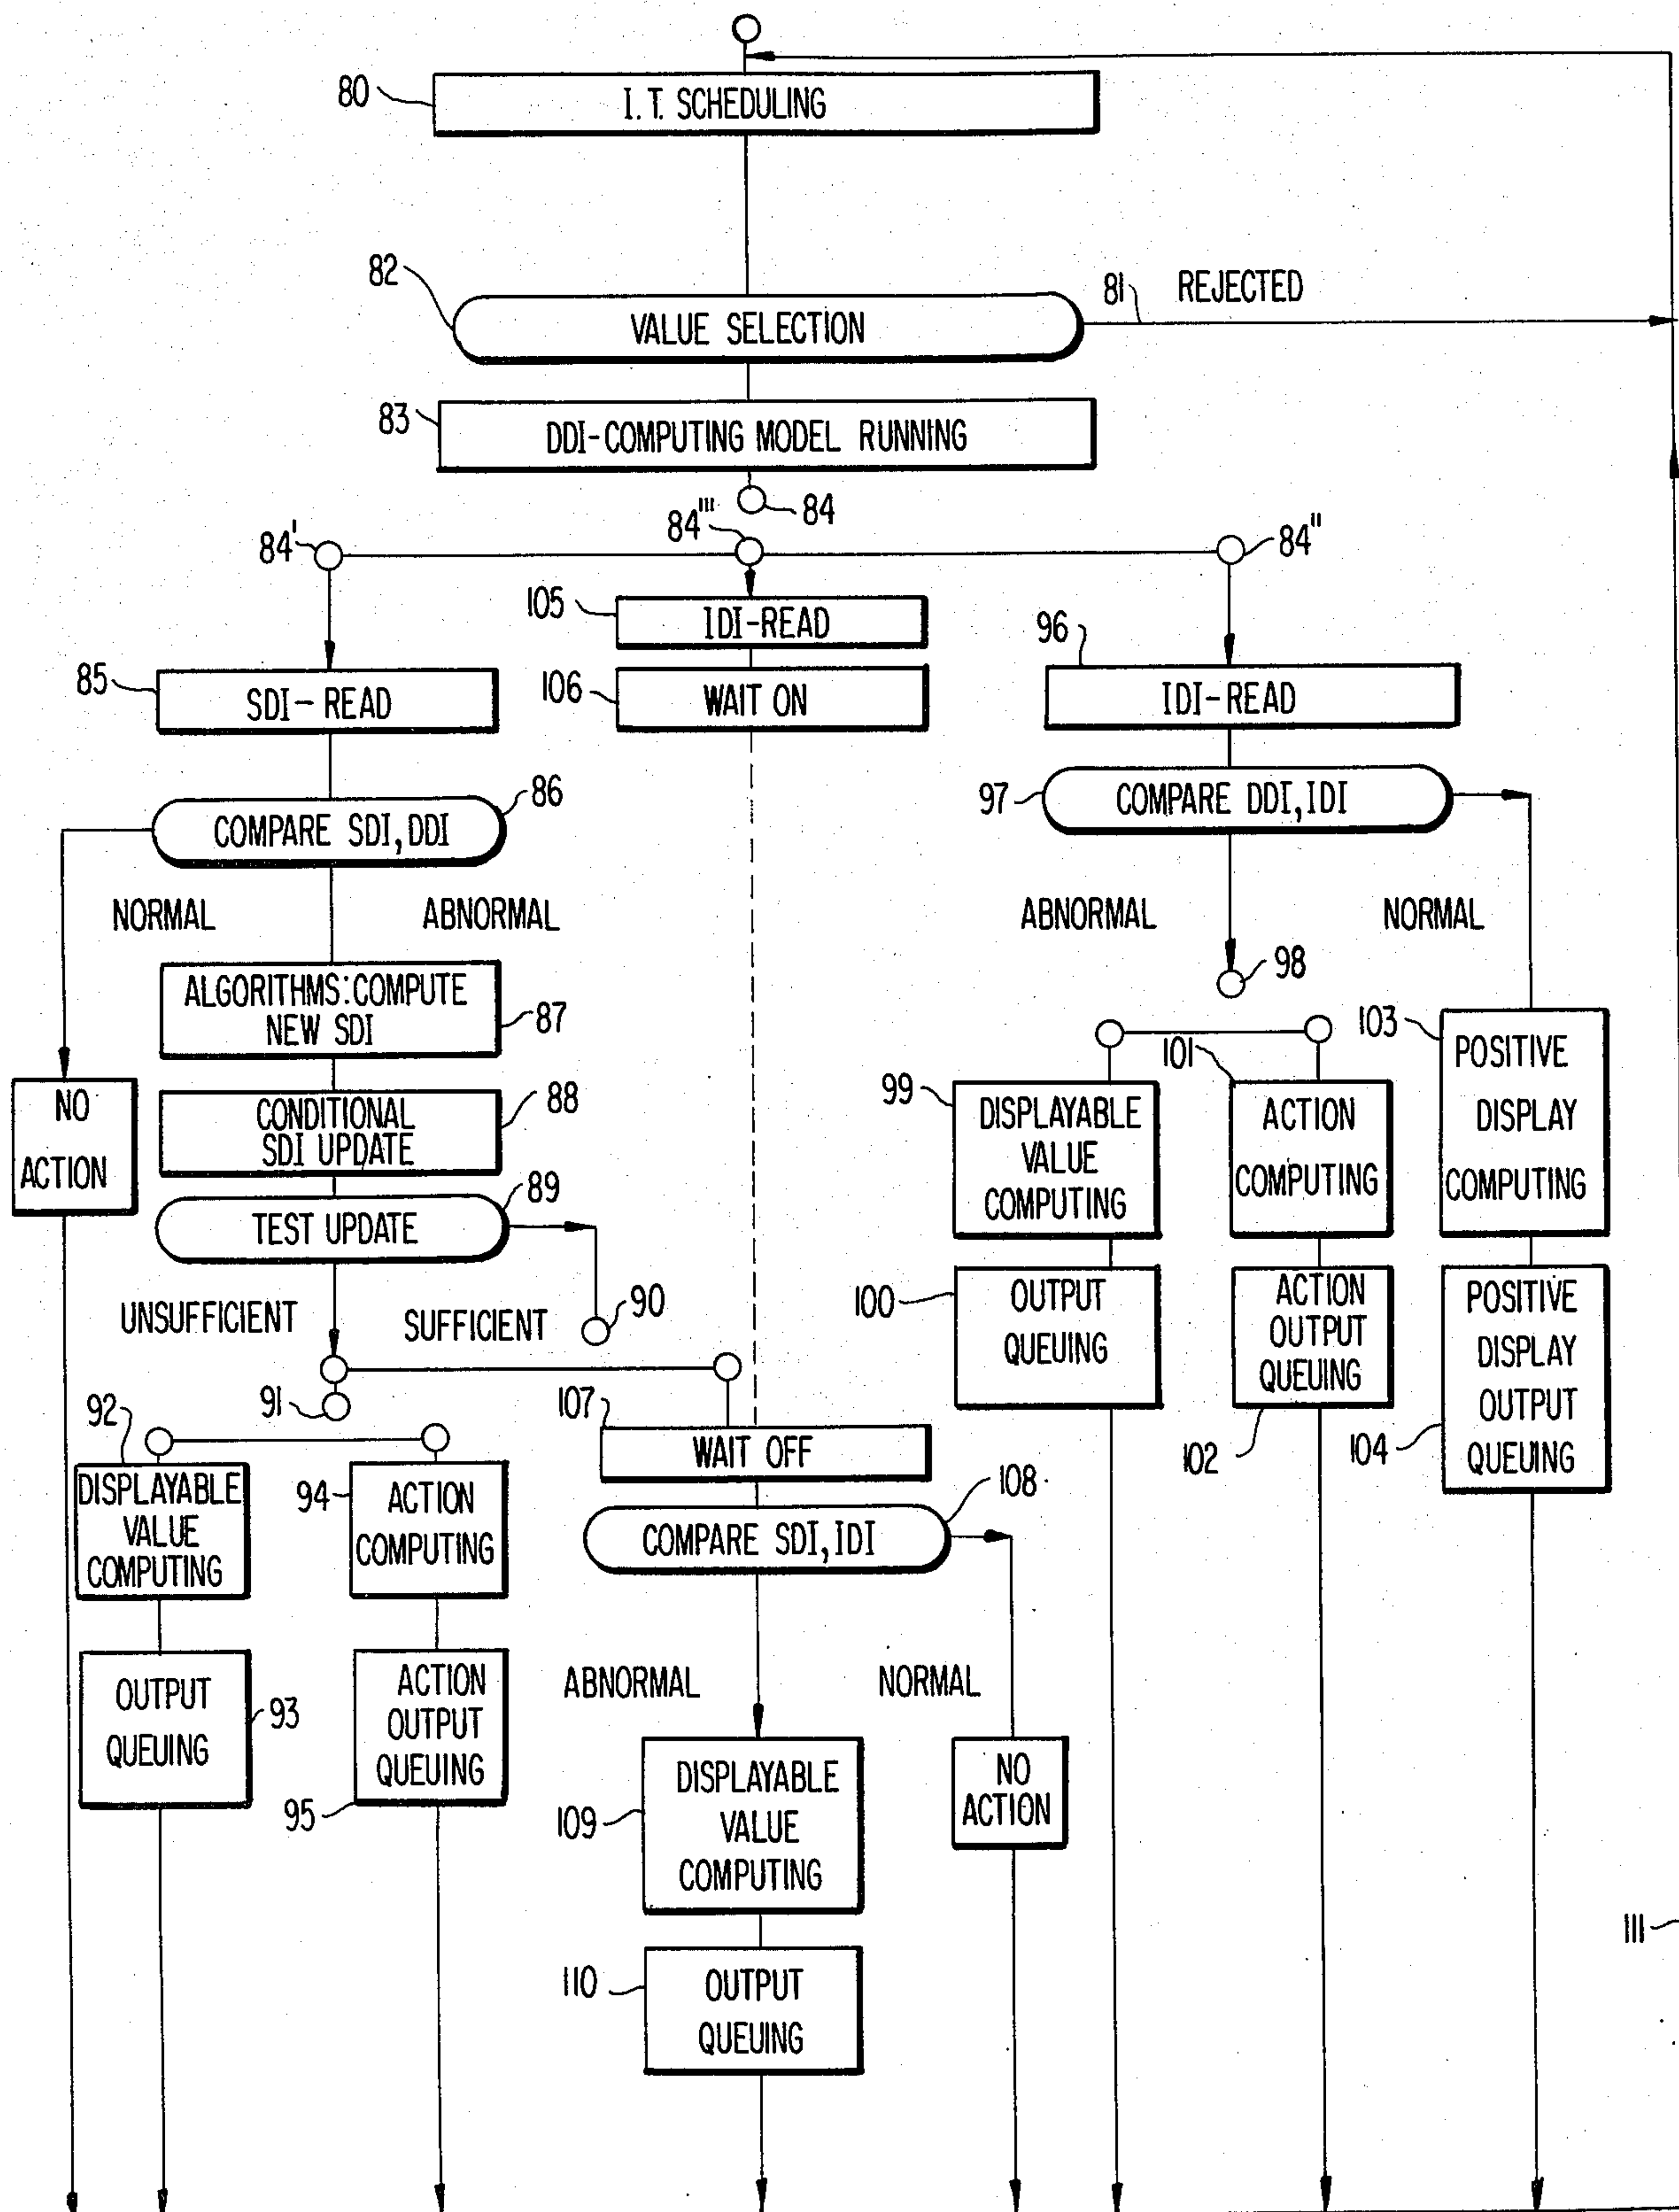 80
I.T. SCHEDULING
82
81 REJECTED
VALUE SELECTION
83
DDI-COMPUTING MODEL RUNNING
84
84'
84'''
84''
105
IDI-READ
96
85
SDI-READ
106
WAIT ON
IDI-READ
86
COMPARE SDI, DDI
97
COMPARE DDI, IDI
NORMAL
ABNORMAL
ABNORMAL
NORMAL
98
ALGORITHMS: COMPUTE
NEW SDI
87
NO
ACTION
CONDITIONAL
SDI UPDATE
88
89
TEST UPDATE
99
DISPLAYABLE
VALUE
COMPUTING
101
ACTION
COMPUTING
103
POSITIVE
DISPLAY
COMPUTING
UNSUFFICIENT
SUFFICIENT
90
100
OUTPUT
QUEUING
ACTION
OUTPUT
QUEUING
102
POSITIVE
DISPLAY
OUTPUT
QUEUING
104
91
92
DISPLAYABLE
VALUE
COMPUTING
94
ACTION
COMPUTING
107
WAIT OFF
108
COMPARE SDI, IDI
OUTPUT
QUEUING
93
ACTION
OUTPUT
QUEUING
95
ABNORMAL
NORMAL
109
DISPLAYABLE
VALUE
COMPUTING
NO
ACTION
110
OUTPUT
QUEUING
111